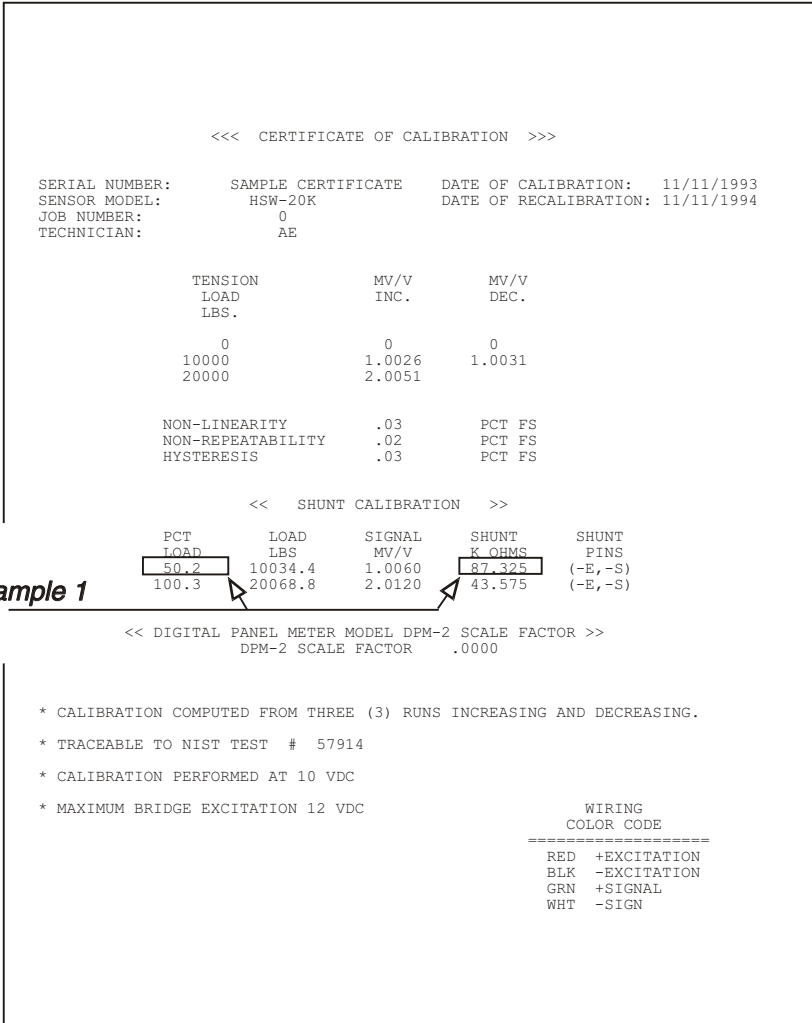 <<< CERTIFICATE OF CALIBRATION >>>
SERIAL NUMBER: SAMPLE CERTIFICATE DATE OF CALIBRATION: 11/11/1993
SENSOR MODEL: HSW-20K DATE OF RECALIBRATION: 11/11/1994
JOB NUMBER: 0
TECHNICIAN: AE
TENSION MV/V MV/V
LOAD INC. DEC.
LBS.
0 0 0
10000 1.0026 1.0031
20000 2.0051
NON-LINEARITY .03 PCT FS
NON-REPEATABILITY .02 PCT FS
HYSTERESIS .03 PCT FS
<< SHUNT CALIBRATION >>
PCT LOAD SIGNAL SHUNT SHUNT
LOAD LBS MV/V K OHMS PINS
50.2 10034.4 1.0060 87.325 (-E,-S)
100.3 20068.8 2.0120 43.575 (-E,-S)
ample 1
<< DIGITAL PANEL METER MODEL DPM-2 SCALE FACTOR >>
DPM-2 SCALE FACTOR .0000
* CALIBRATION COMPUTED FROM THREE (3) RUNS INCREASING AND DECREASING.
* TRACEABLE TO NIST TEST # 57914
* CALIBRATION PERFORMED AT 10 VDC
* MAXIMUM BRIDGE EXCITATION 12 VDC
WIRING
COLOR CODE
===================
RED +EXCITATION
BLK -EXCITATION
GRN +SIGNAL
WHT -SIGN